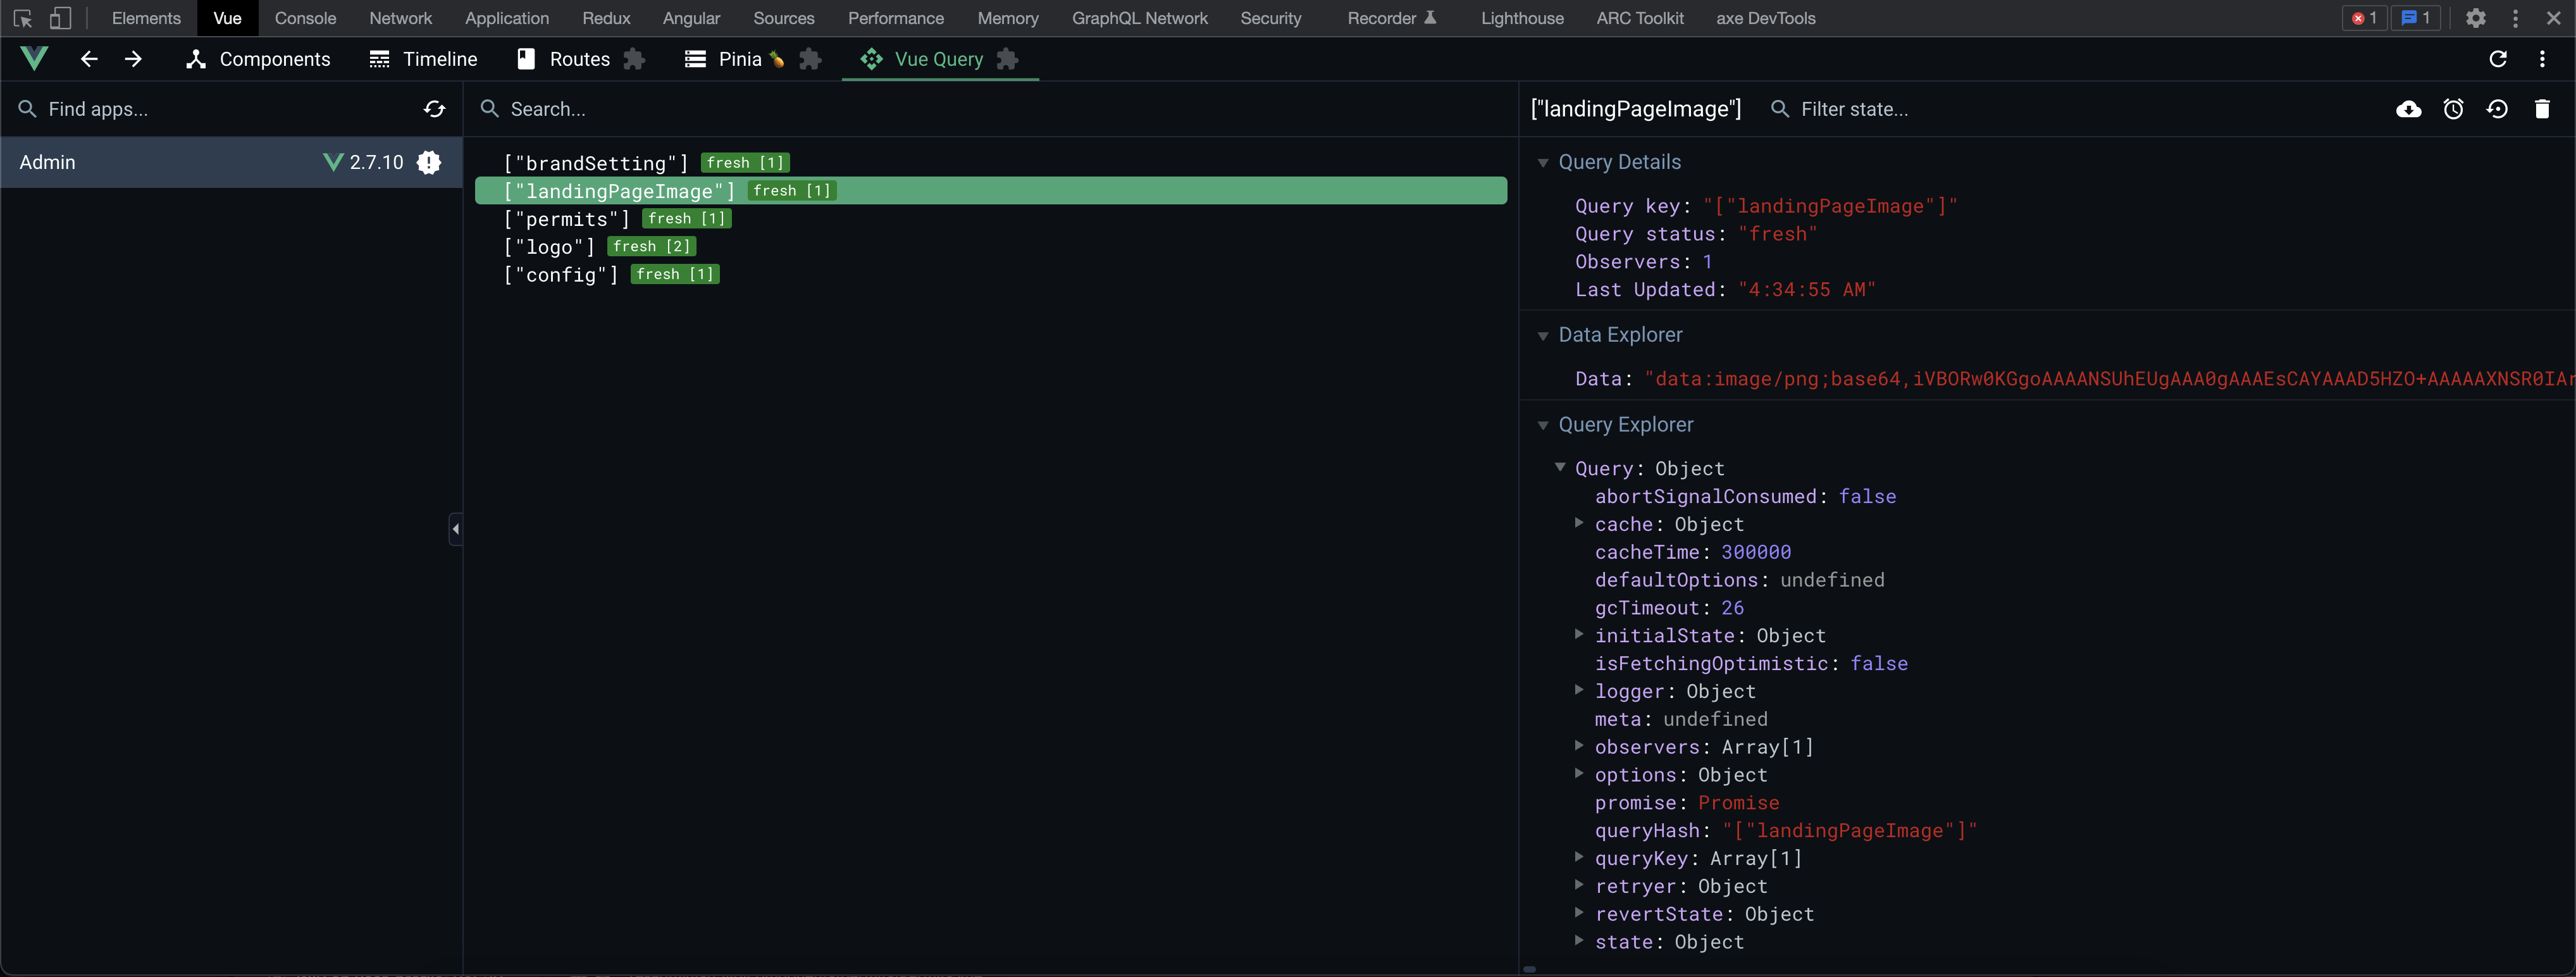 Elements Vue Console Network Application Redux Angular Sources Performance Memory GraphQL Network Security Recorder Lighthouse ARC Toolkit axe DevTools 1 1
Components Timeline Routes Pinia 🍍 Vue Query
Find apps...
Admin 2.7.10
Search...
["brandSetting"] fresh [1]
["landingPageImage"] fresh [1]
["permits"] fresh [1]
["logo"] fresh [2]
["config"] fresh [1]
["landingPageImage"] Filter state...
Query Details
Query key: "["landingPageImage"]"
Query status: "fresh"
Observers: 1
Last Updated: "4:34:55 AM"
Data Explorer
Data: "data:image/png;base64,iVBORw0KGgoAAAANSUhEUgAAA0gAAAEsCAYAAAD5HZO+AAAAAXNSR0IAr
Query Explorer
Query: Object
abortSignalConsumed: false
cache: Object
cacheTime: 300000
defaultOptions: undefined
gcTimeout: 26
initialState: Object
isFetchingOptimistic: false
logger: Object
meta: undefined
observers: Array[1]
options: Object
promise: Promise
queryHash: "["landingPageImage"]"
queryKey: Array[1]
retryer: Object
revertState: Object
state: Object